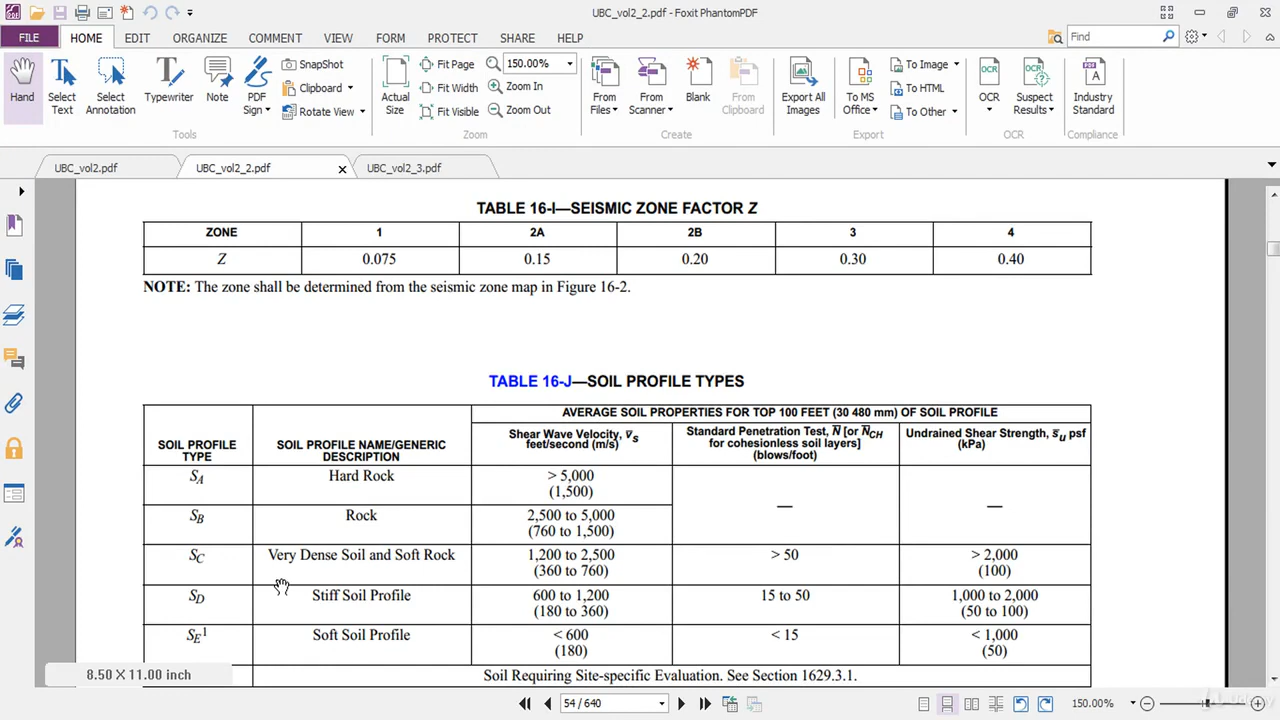 UBC_vol2_2.pdf - Foxit PhantomPDF
FILE HOME EDIT ORGANIZE COMMENT VIEW FORM PROTECT SHARE HELP Find
Hand
Select Text
Select Annotation
Typewriter
Note
PDF Sign
SnapShot
Clipboard
Rotate View
Tools
Actual Size
Fit Page
Fit Width
Fit Visible
150.00%
Zoom In
Zoom Out
Zoom
From Files
From Scanner
Blank
From Clipboard
Create
Export All Images
To MS Office
To Image
To HTML
To Other
Export
OCR
Suspect Results
OCR
Industry Standard
Compliance
UBC_vol2.pdf UBC_vol2_2.pdf UBC_vol2_3.pdf
TABLE 16-I—SEISMIC ZONE FACTOR Z
ZONE 1 2A 2B 3 4
Z 0.075 0.15 0.20 0.30 0.40
NOTE: The zone shall be determined from the seismic zone map in Figure 16-2.
TABLE 16-J—SOIL PROFILE TYPES
AVERAGE SOIL PROPERTIES FOR TOP 100 FEET (30 480 mm) OF SOIL PROFILE
SOIL PROFILE
TYPE
SOIL PROFILE NAME/GENERIC
DESCRIPTION
Shear Wave Velocity, v̄s
feet/second (m/s)
Standard Penetration Test, N̄ [or N̄CH
for cohesionless soil layers]
(blows/foot)
Undrained Shear Strength, s̄u psf
(kPa)
SA Hard Rock > 5,000
(1,500)
— —
SB Rock 2,500 to 5,000
(760 to 1,500)
SC Very Dense Soil and Soft Rock 1,200 to 2,500 > 50 > 2,000
(360 to 760) (100)
SD Stiff Soil Profile 600 to 1,200 15 to 50 1,000 to 2,000
(180 to 360) (50 to 100)
SE1 Soft Soil Profile < 600 < 15 < 1,000
(180) (50)
Soil Requiring Site-specific Evaluation. See Section 1629.3.1.
8.50 X 11.00 inch
54 / 640 150.00%